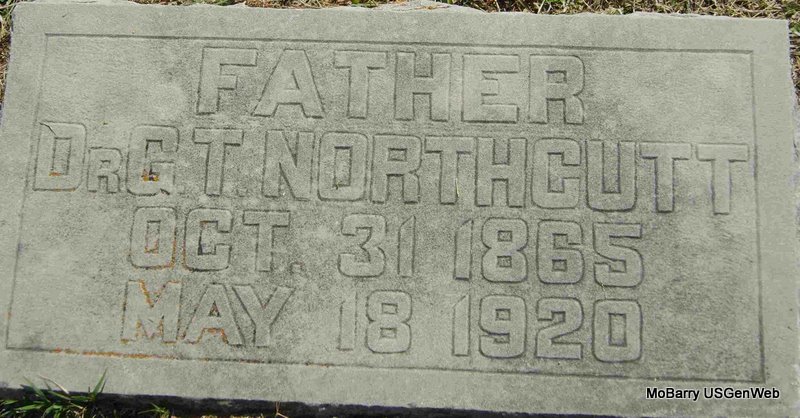 FATHER
DR G. T. NORTHCUTT
OCT. 31 1865
MAY 18 1920
MoBarry USGenWeb